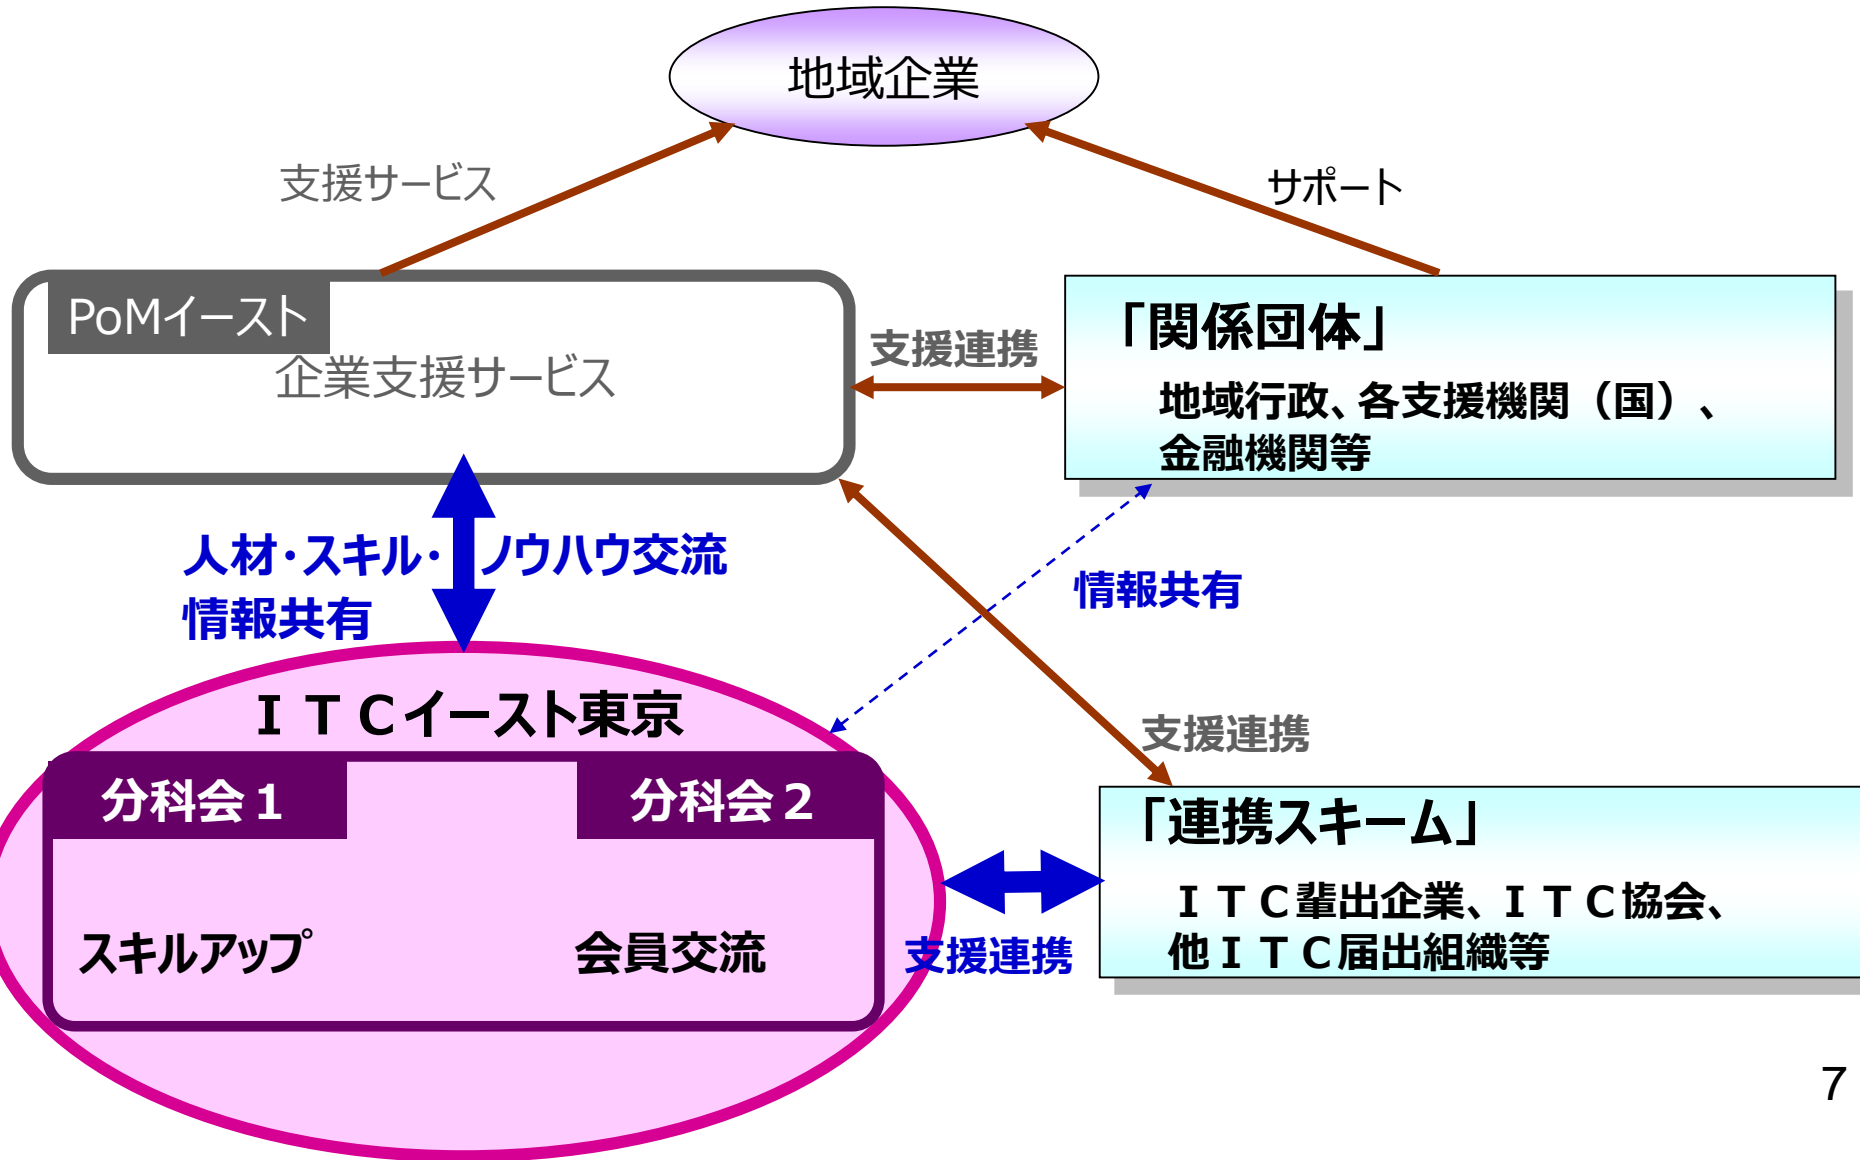 地域企業
支援サービス
サポート
PoMイースト
企業支援サービス
支援連携
「関係団体」
地域行政、各支援機関（国）、
金融機関等
人材・スキル・ノウハウ交流
情報共有
情報共有
ＩＴＣイースト東京
支援連携
分科会１
分科会２
「連携スキーム」
ＩＴＣ輩出企業、ＩＴＣ協会、
他ＩＴＣ届出組織等
スキルアップ
会員交流
支援連携
7